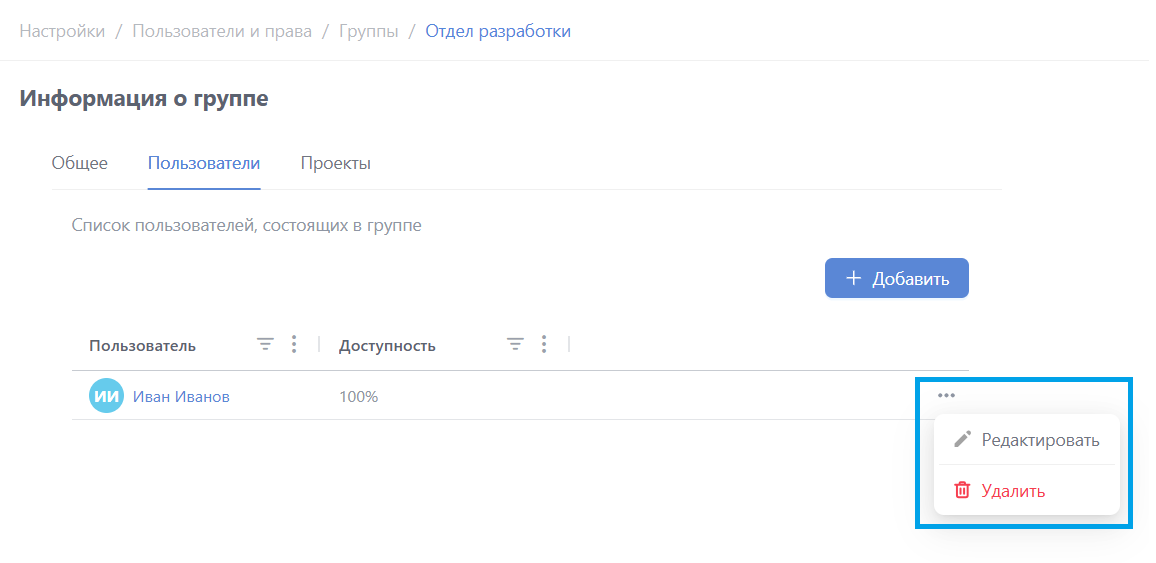 Настройки / Пользователи и права / Группы / Отдел разработки
Информация о группе
Общее Пользователи Проекты
Список пользователей, состоящих в группе
+ Добавить
Пользователь Доступность
ИИ Иван Иванов 100%
Редактировать
Удалить